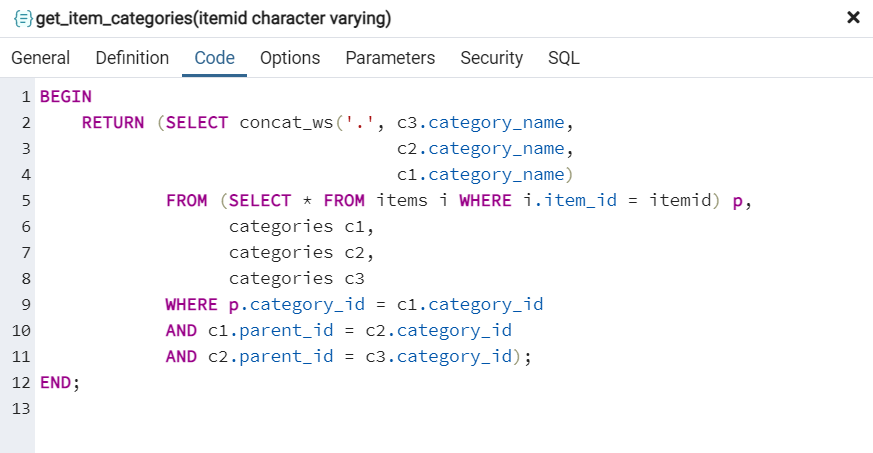 {=} get_item_categories(itemid character varying)
General Definition Code Options Parameters Security SQL
1 BEGIN
2     RETURN (SELECT concat_ws('.', c3.category_name,
3                                   c2.category_name,
4                                   c1.category_name)
5             FROM (SELECT * FROM items i WHERE i.item_id = itemid) p,
6                   categories c1,
7                   categories c2,
8                   categories c3
9             WHERE p.category_id = c1.category_id
10             AND c1.parent_id = c2.category_id
11             AND c2.parent_id = c3.category_id);
12 END;
13